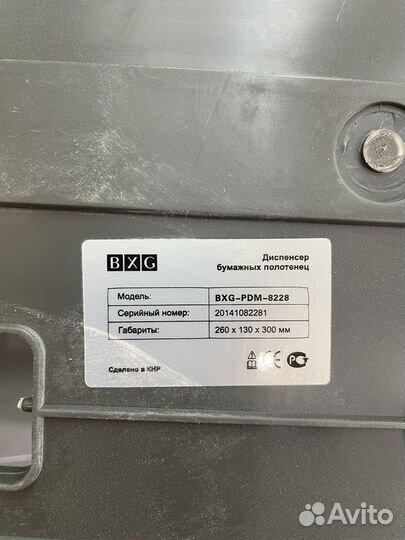 BXG
Диспенсер
бумажных полотенец
Модель: BXG-PDM-8228
Серийный номер: 20141082281
Габариты: 260 x 130 x 300 мм
Сделано в КНР
CE
Avito